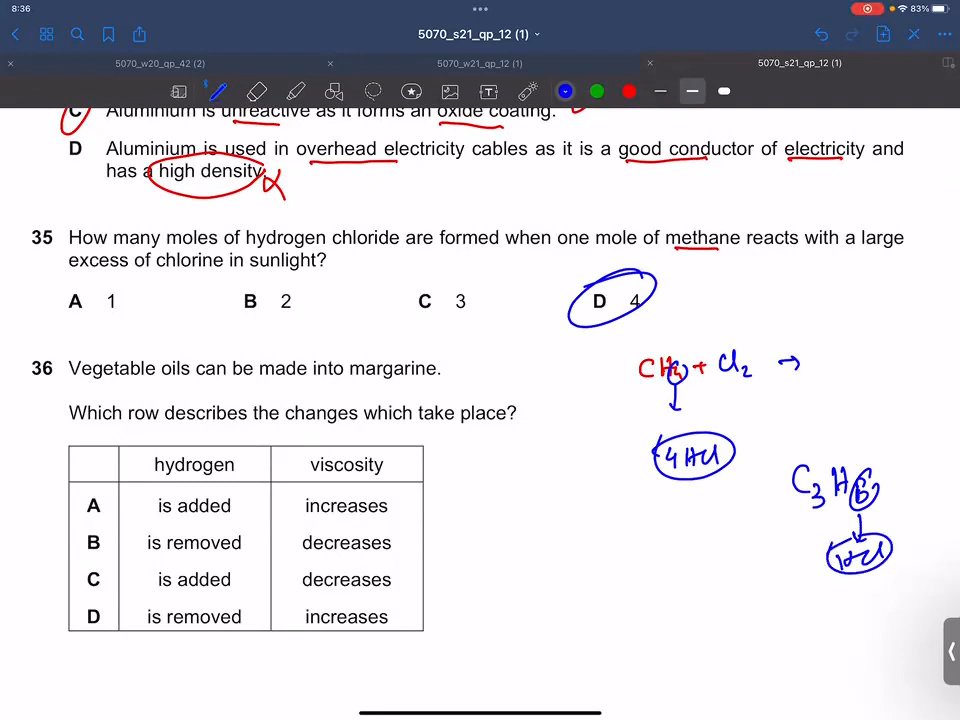 8:36
83%
5070_s21_qp_12 (1)
5070_w20_qp_42 (2)
5070_w21_qp_12 (1)
5070_s21_qp_12 (1)
C Aluminium is unreactive as it forms an oxide coating.
D Aluminium is used in overhead electricity cables as it is a good conductor of electricity and
has a high density.
35 How many moles of hydrogen chloride are formed when one mole of methane reacts with a large
excess of chlorine in sunlight?
A 1 B 2 C 3 D 4
36 Vegetable oils can be made into margarine.
CH4 + Cl2 →
Which row describes the changes which take place?
4HCl
hydrogen viscosity
A is added increases
B is removed decreases
C is added decreases
D is removed increases
C3H6
HCl